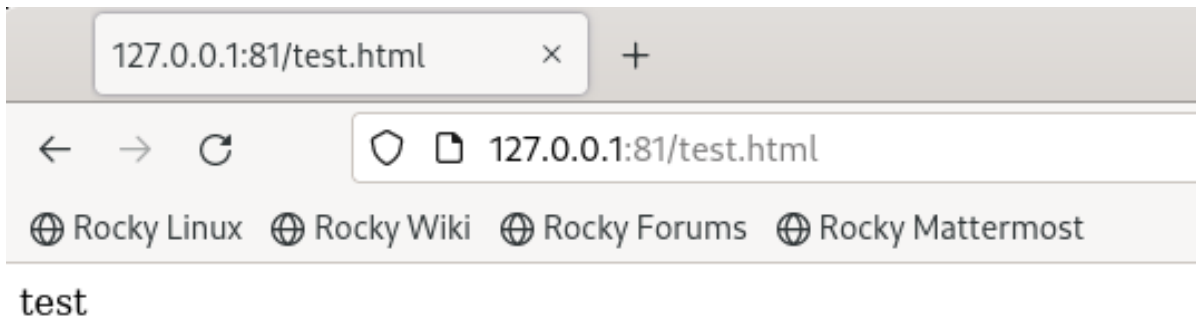 127.0.0.1:81/test.html
127.0.0.1:81/test.html
Rocky Linux Rocky Wiki Rocky Forums Rocky Mattermost
test